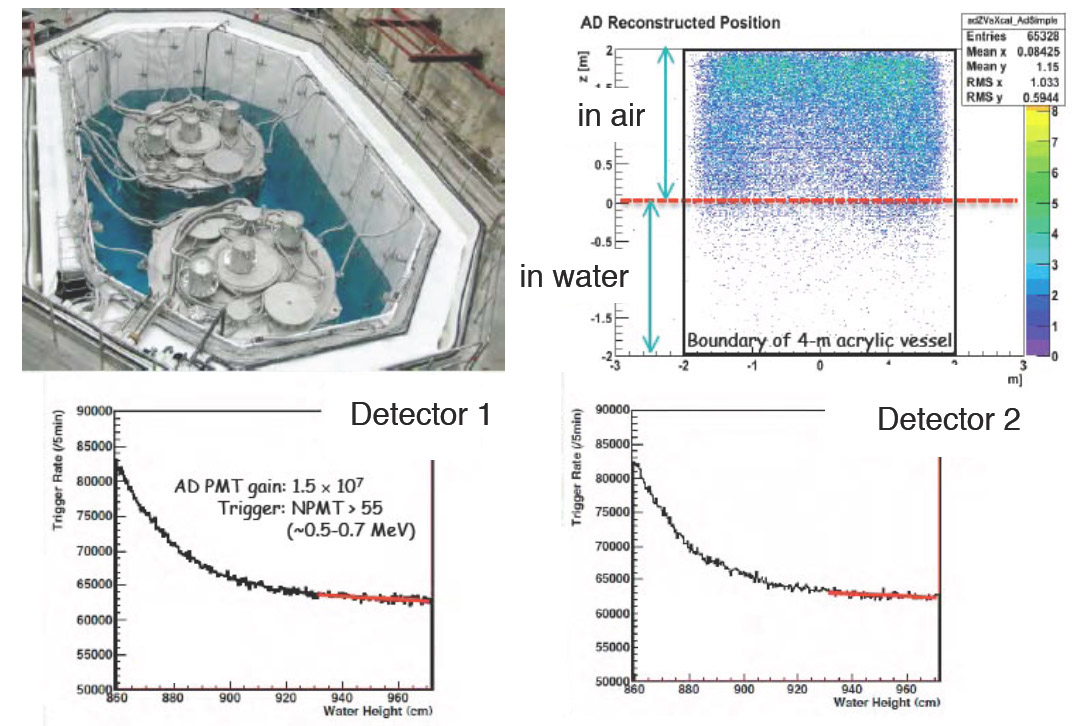 AD Reconstructed Position
adZVsXcal_AdSimple
Entries 65328
Mean x 0.08425
Mean y 1.15
RMS x 1.033
RMS y 0.5944
z [m]
2
in air
0.5
0
-0.5
in water
-1.5
-2
Boundary of 4-m acrylic vessel
-3 -2 -1 0 3
m]
8
7
6
5
4
3
2
1
0
Detector 1
Trigger Rate (/5min)
90000
85000
80000
75000
70000
65000
60000
55000
50000
AD PMT gain: 1.5 × 10⁷
Trigger: NPMT > 55
(~0.5-0.7 MeV)
860 880 900 920 940 960
Water Height (cm)
Detector 2
Trigger Rate (/5min)
90000
85000
80000
75000
70000
65000
60000
55000
50000
860 880 900 920 940 960
Water Height (cm)